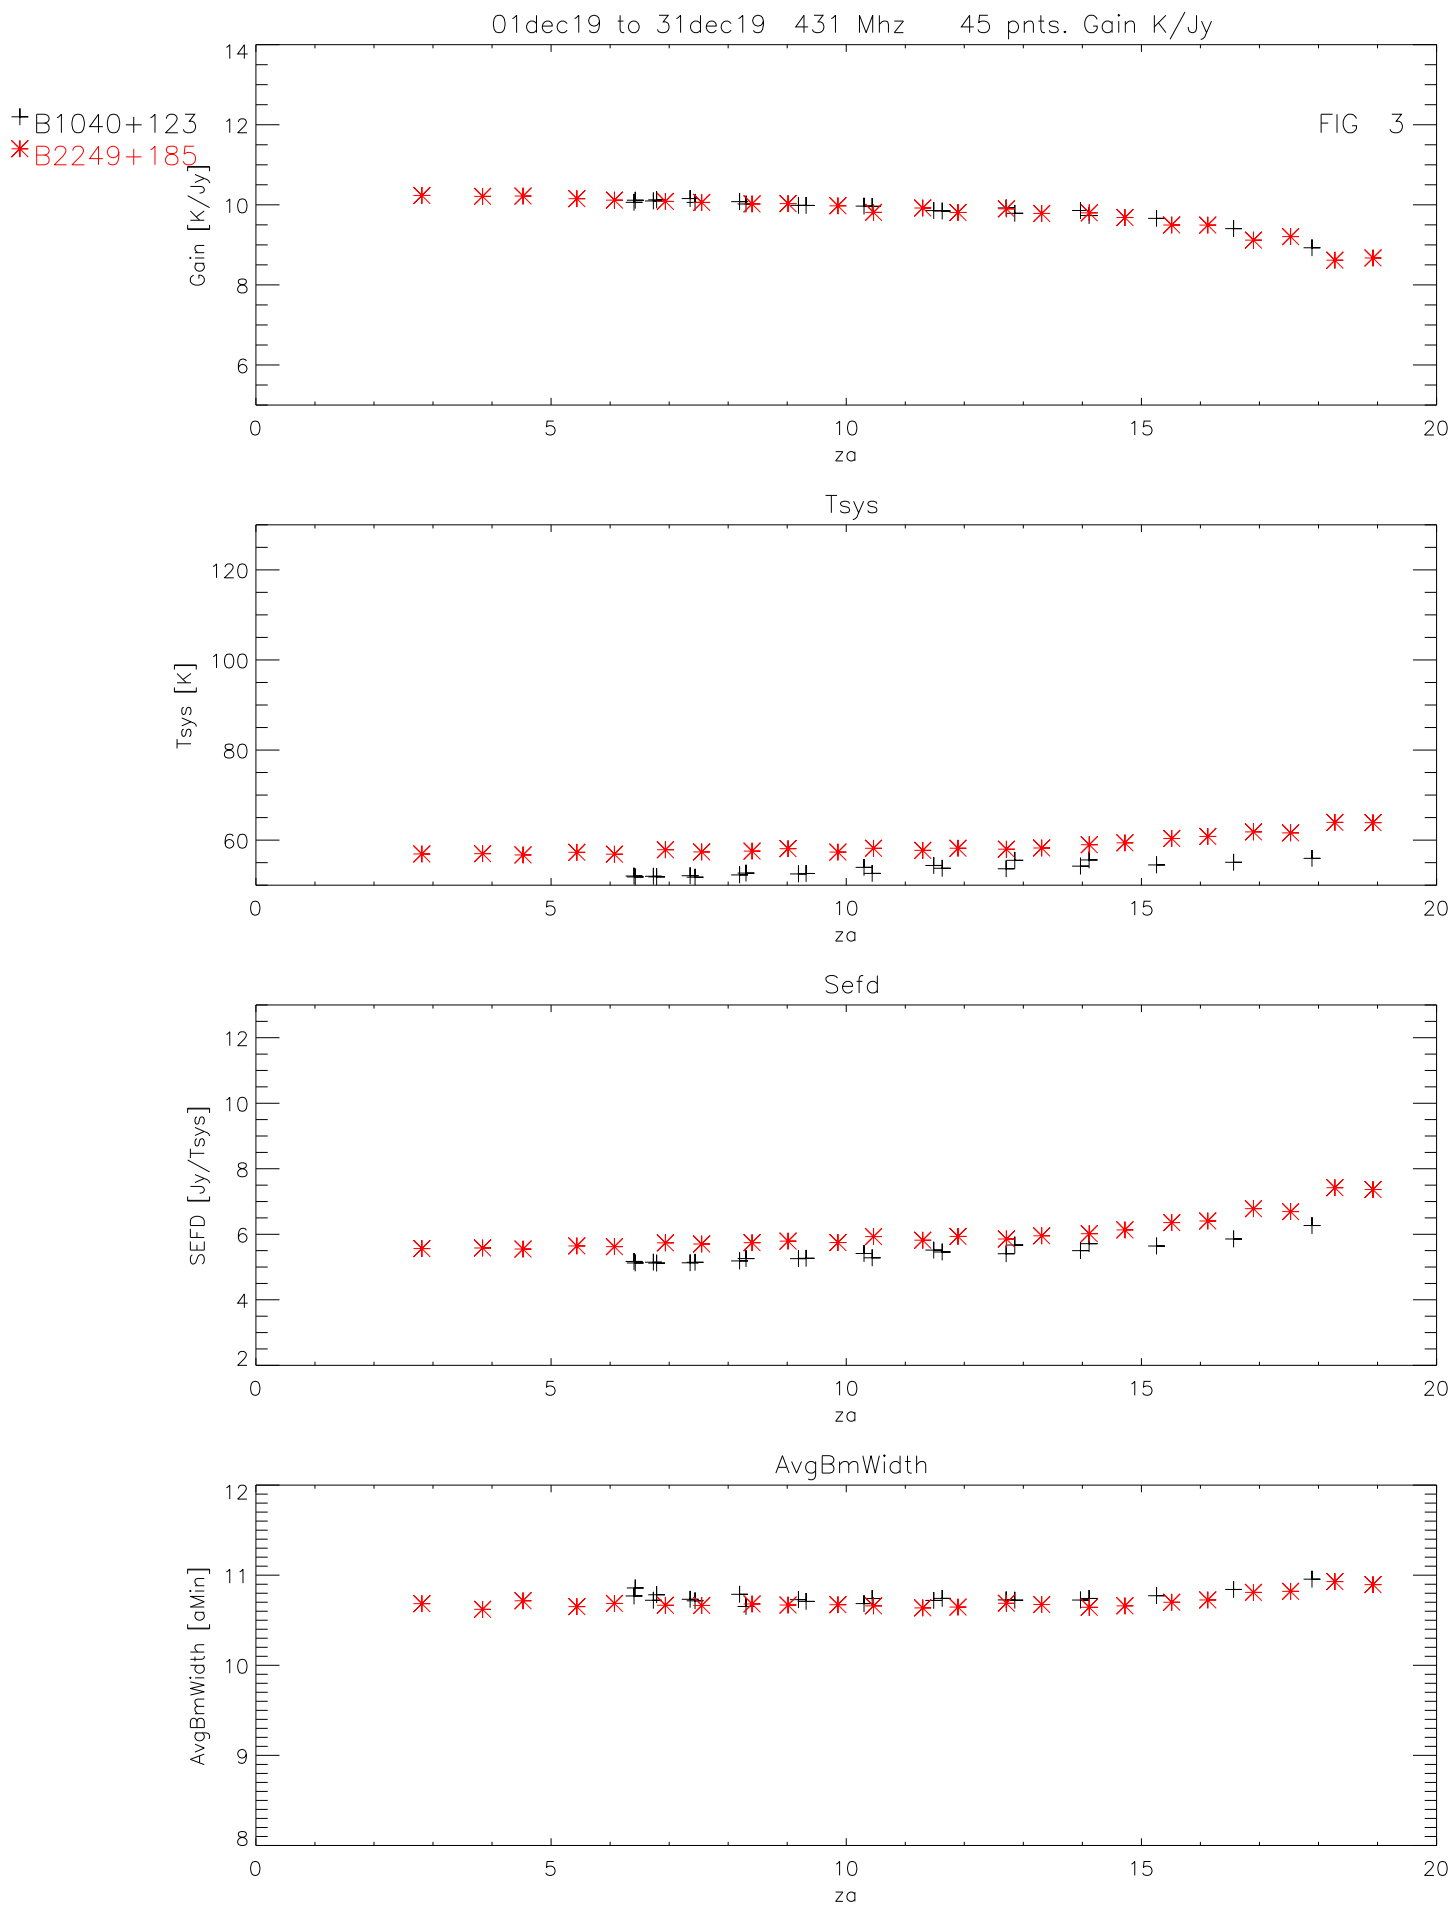 01dec19 to 31dec19 431 Mhz 45 pnts. Gain K/Jy
+ B1040+123
* B2249+185
FIG 3
Gain [K/Jy]
14
12
10
8
6
0 5 10 15 20
za
Tsys
Tsys [K]
120
100
80
60
0 5 10 15 20
za
Sefd
SEFD [Jy/Tsys]
12
10
8
6
4
2
0 5 10 15 20
za
AvgBmWidth
AvgBmWidth [aMin]
12
11
10
9
8
0 5 10 15 20
za